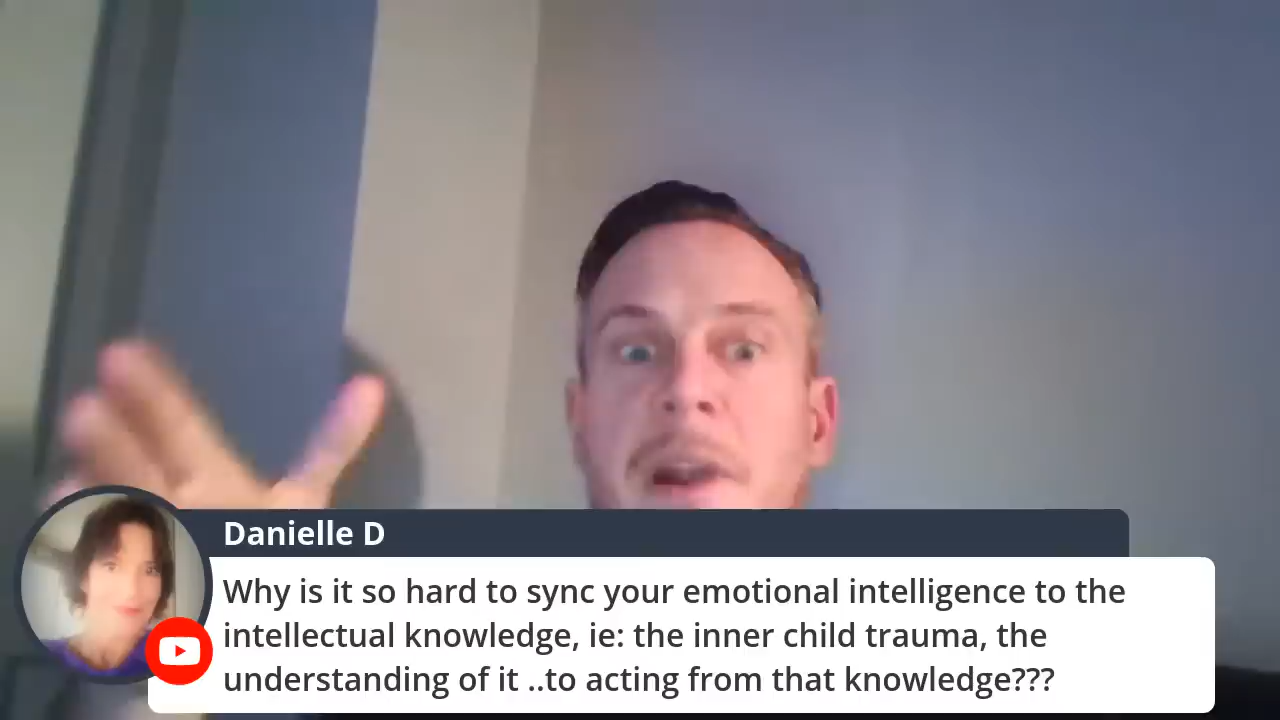 Danielle D
Why is it so hard to sync your emotional intelligence to the
intellectual knowledge, ie: the inner child trauma, the
understanding of it ..to acting from that knowledge???